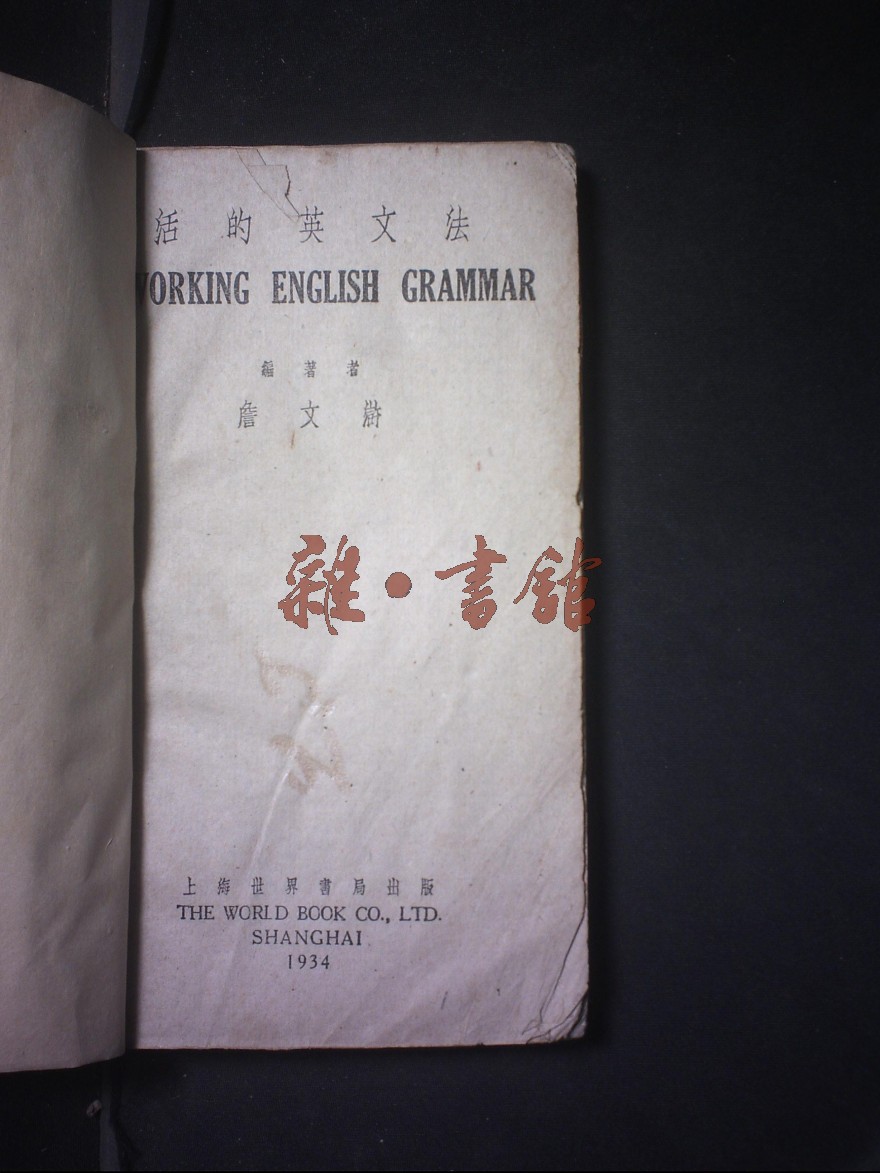 活的英文法
WORKING ENGLISH GRAMMAR
編著者
詹文滸
雜·書館
上海世界書局出版
THE WORLD BOOK CO., LTD.
SHANGHAI
1934